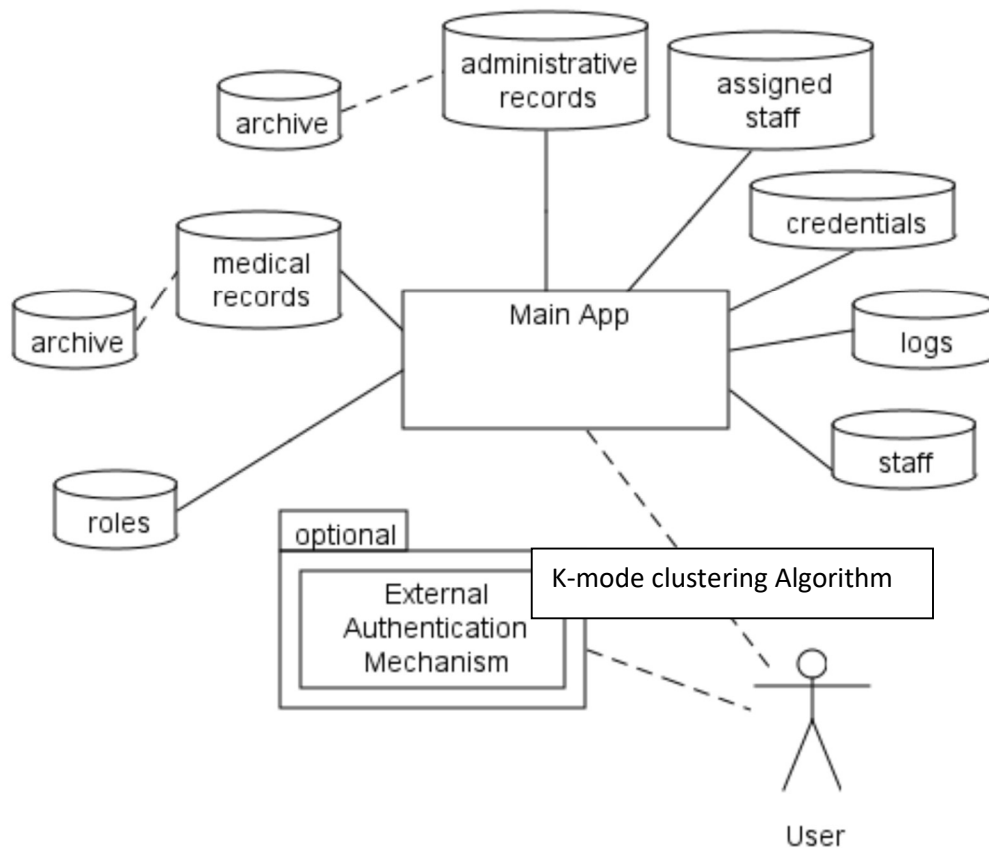 administrative
records
assigned
staff
archive
credentials
medical
records
Main App
archive
logs
staff
roles
optional
K-mode clustering Algorithm
External
Authentication
Mechanism
User